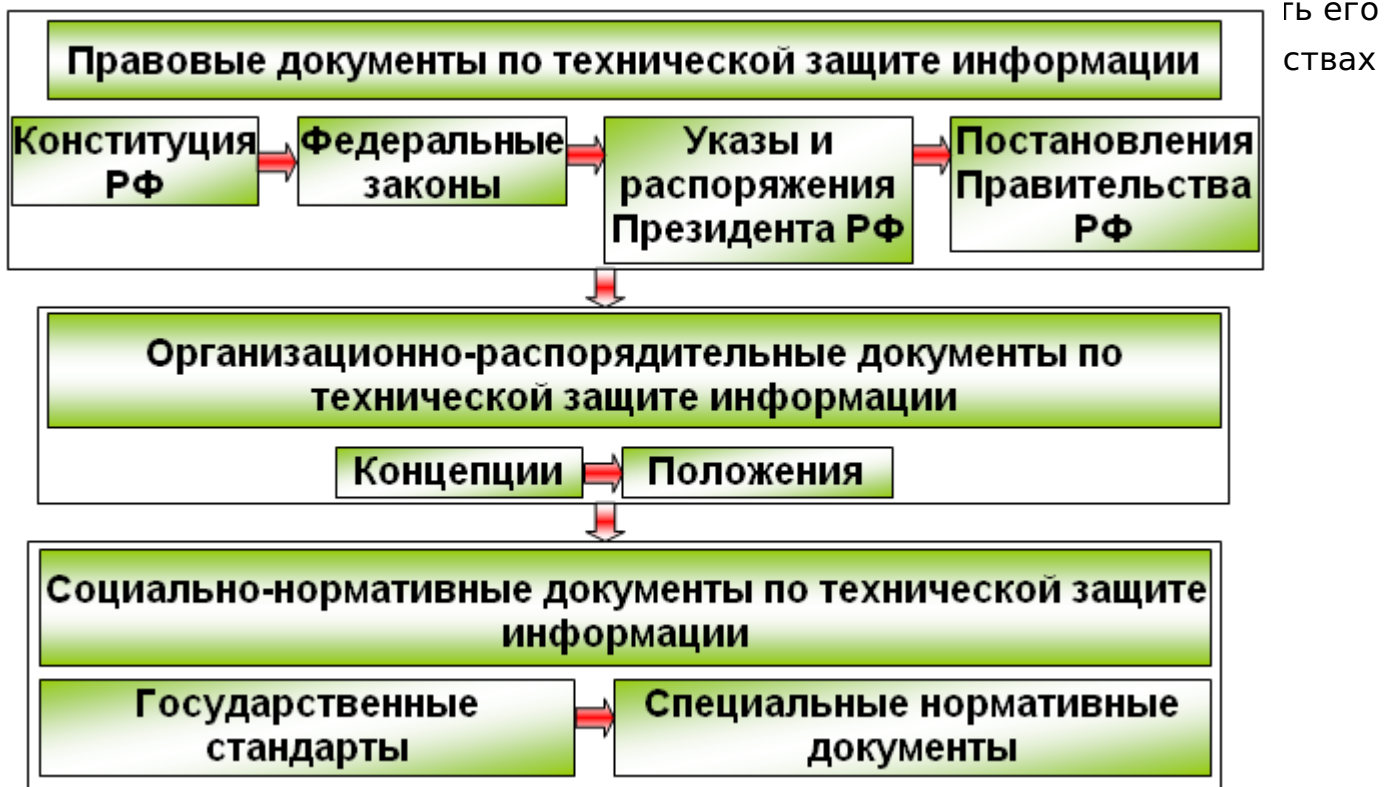 его
ствах
Правовые документы по технической защите информации
Конституция
РФ
Федеральные
законы
Указы и
распоряжения
Президента РФ
Постановления
Правительства
РФ
Организационно-распорядительные документы по
технической защите информации
Концепции
Положения
Социально-нормативные документы по технической защите
информации
Государственные
стандарты
Специальные нормативные
документы